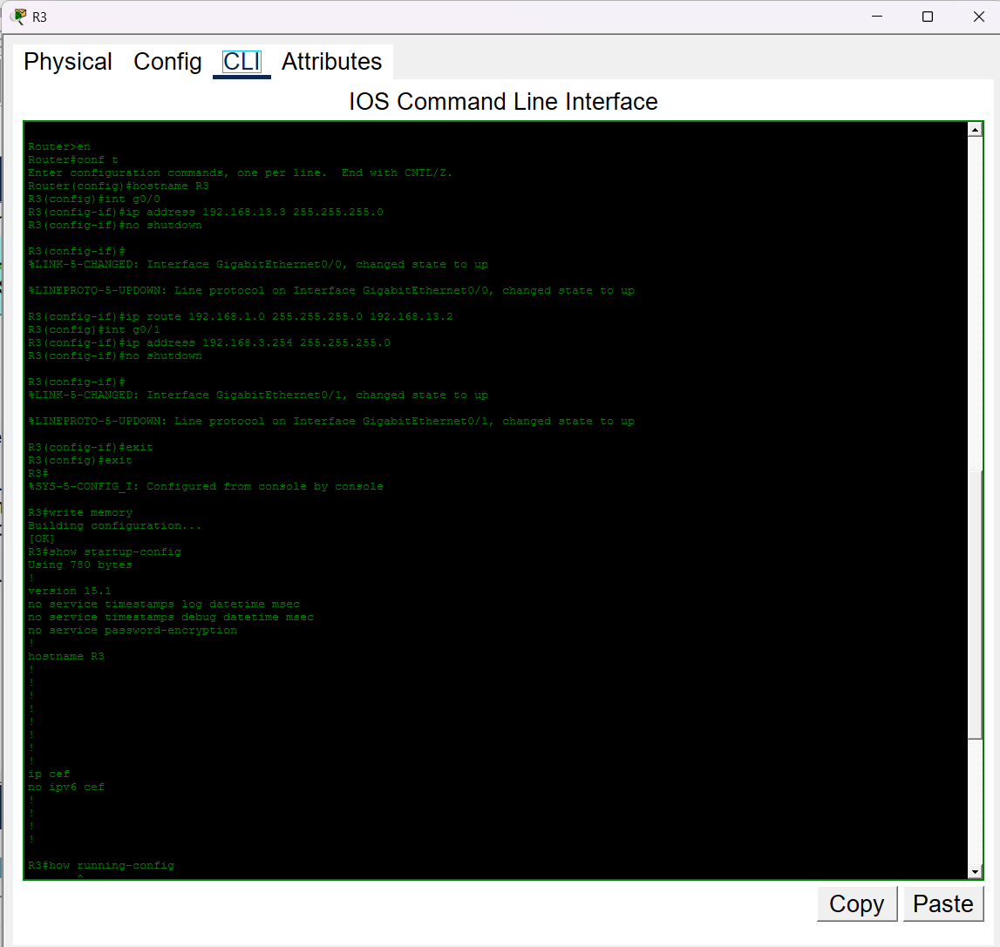 R3
Physical Config CLI Attributes
IOS Command Line Interface
Router>en
Router#conf t
Enter configuration commands, one per line.  End with CNTL/Z.
Router(config)#hostname R3
R3(config)#int g0/0
R3(config-if)#ip address 192.168.13.3 255.255.255.0
R3(config-if)#no shutdown
R3(config-if)#
%LINK-5-CHANGED: Interface GigabitEthernet0/0, changed state to up
%LINEPROTO-5-UPDOWN: Line protocol on Interface GigabitEthernet0/0, changed state to up
R3(config-if)#ip route 192.168.1.0 255.255.255.0 192.168.13.2
R3(config)#int g0/1
R3(config-if)#ip address 192.168.3.254 255.255.255.0
R3(config-if)#no shutdown
R3(config-if)#
%LINK-5-CHANGED: Interface GigabitEthernet0/1, changed state to up
%LINEPROTO-5-UPDOWN: Line protocol on Interface GigabitEthernet0/1, changed state to up
R3(config-if)#exit
R3(config)#exit
R3#
%SYS-5-CONFIG_I: Configured from console by console
R3#write memory
Building configuration...
[OK]
R3#show startup-config
Using 780 bytes
!
version 15.1
no service timestamps log datetime msec
no service timestamps debug datetime msec
no service password-encryption
!
hostname R3
!
!
!
!
!
!
!
!
ip cef
no ipv6 cef
!
!
!
!
R3#how running-config
^
Copy Paste